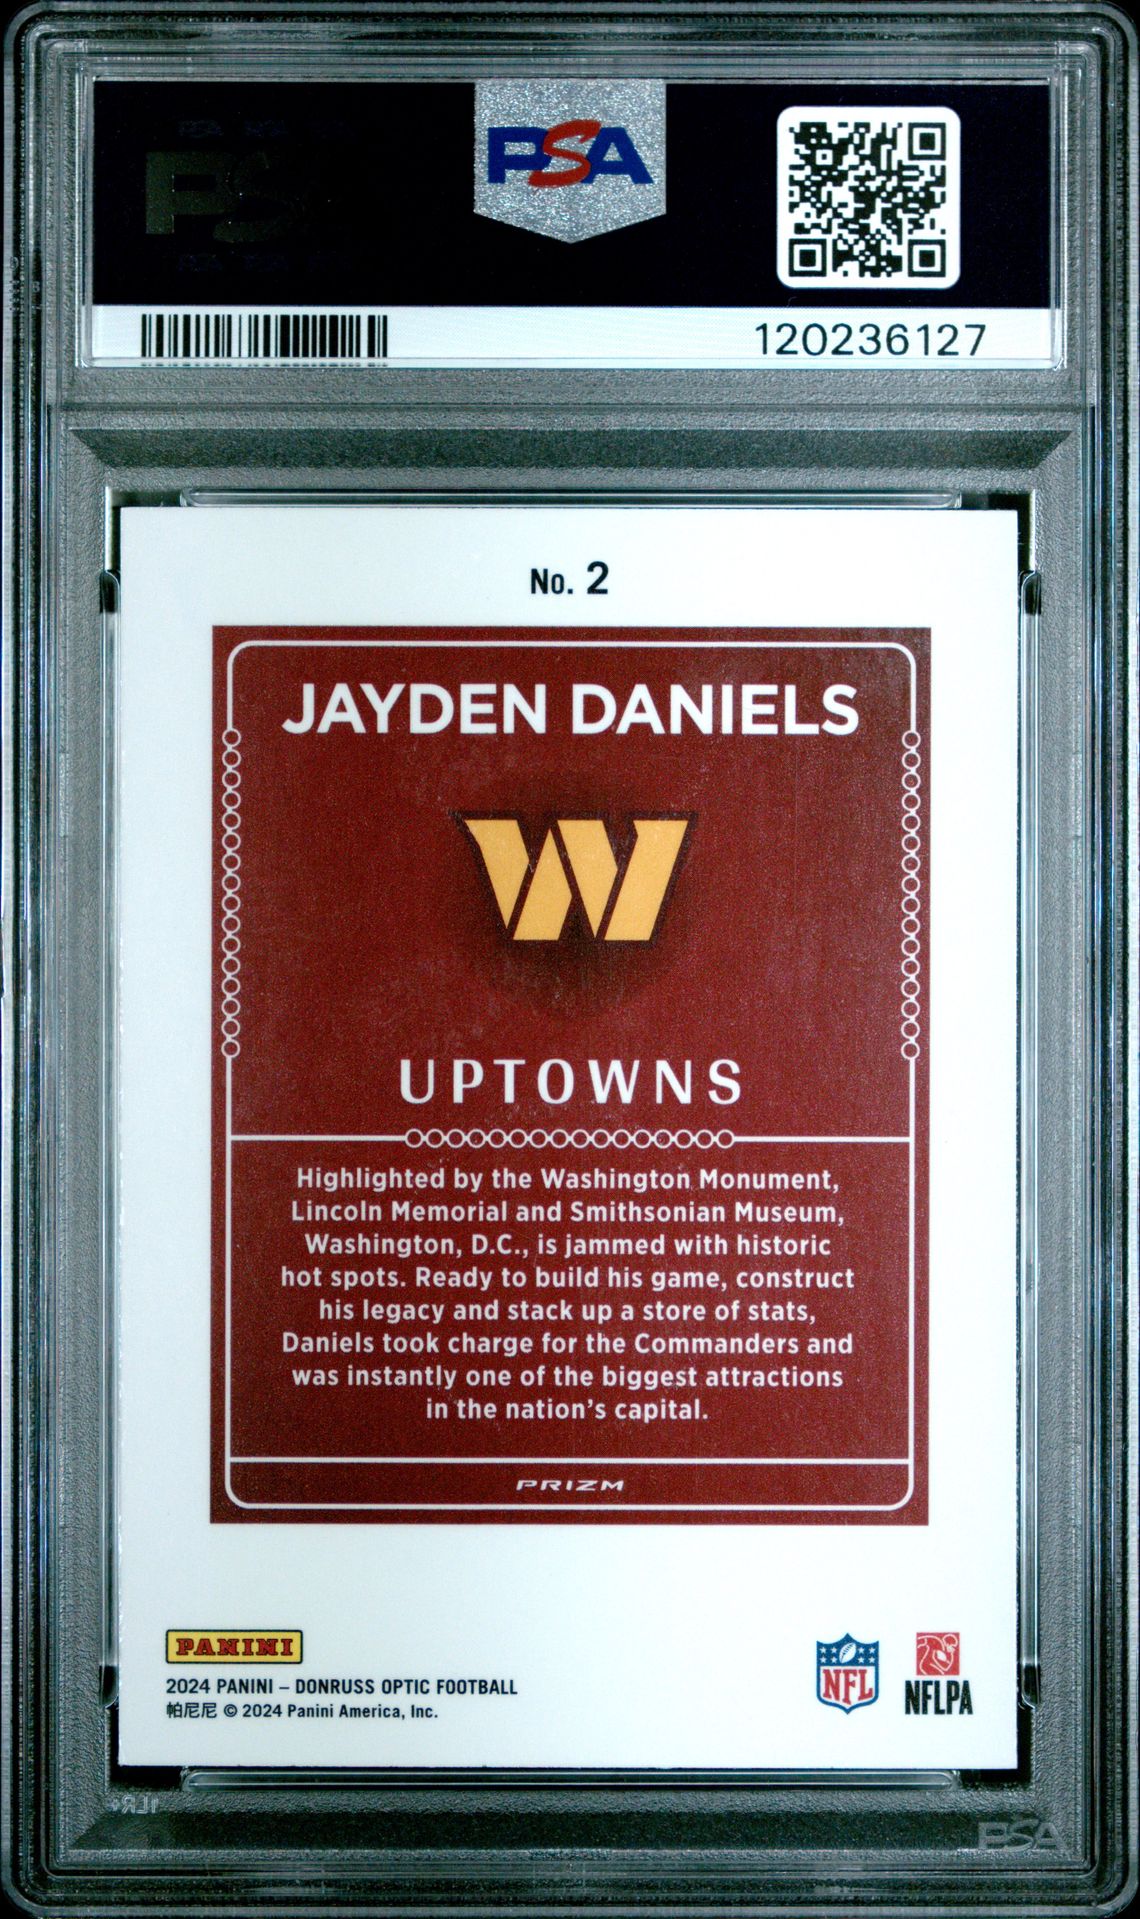 PSA
PSA
120236127
No. 2
JAYDEN DANIELS
W
UPTOWNS
Highlighted by the Washington Monument,
Lincoln Memorial and Smithsonian Museum,
Washington, D.C., is jammed with historic
hot spots. Ready to build his game, construct
his legacy and stack up a store of stats,
Daniels took charge for the Commanders and
was instantly one of the biggest attractions
in the nation's capital.
PRIZM
PANINI
2024 PANINI – DONRUSS OPTIC FOOTBALL
帕尼尼 © 2024 Panini America, Inc.
NFL
NFLPA
PSA